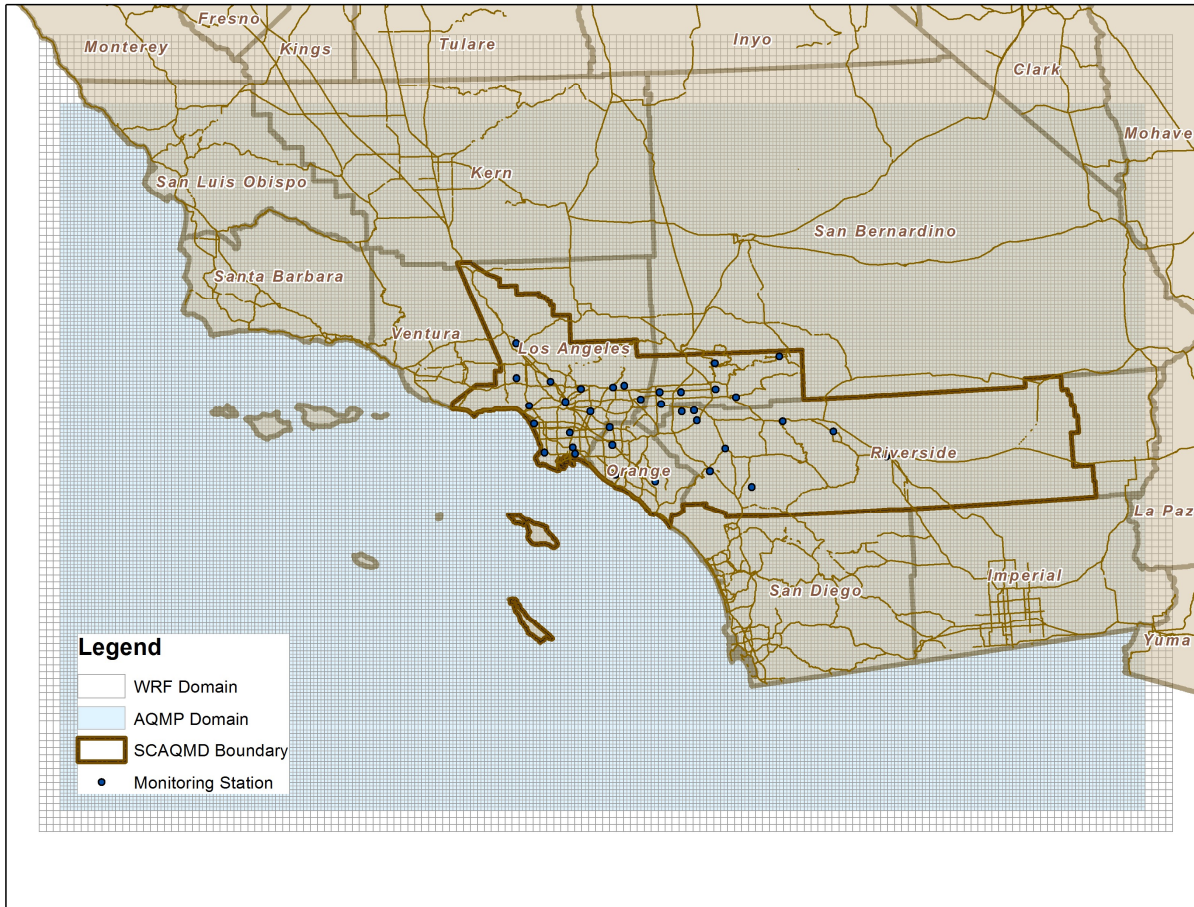 Fresno
Monterey
Kings
Tulare
Inyo
Clark
Mohave
San Luis Obispo
Kern
San Bernardino
Santa Barbara
Ventura
Los Angeles
Riverside
Orange
La Paz
Imperial
San Diego
Yuma
Legend
WRF Domain
AQMP Domain
SCAQMD Boundary
Monitoring Station